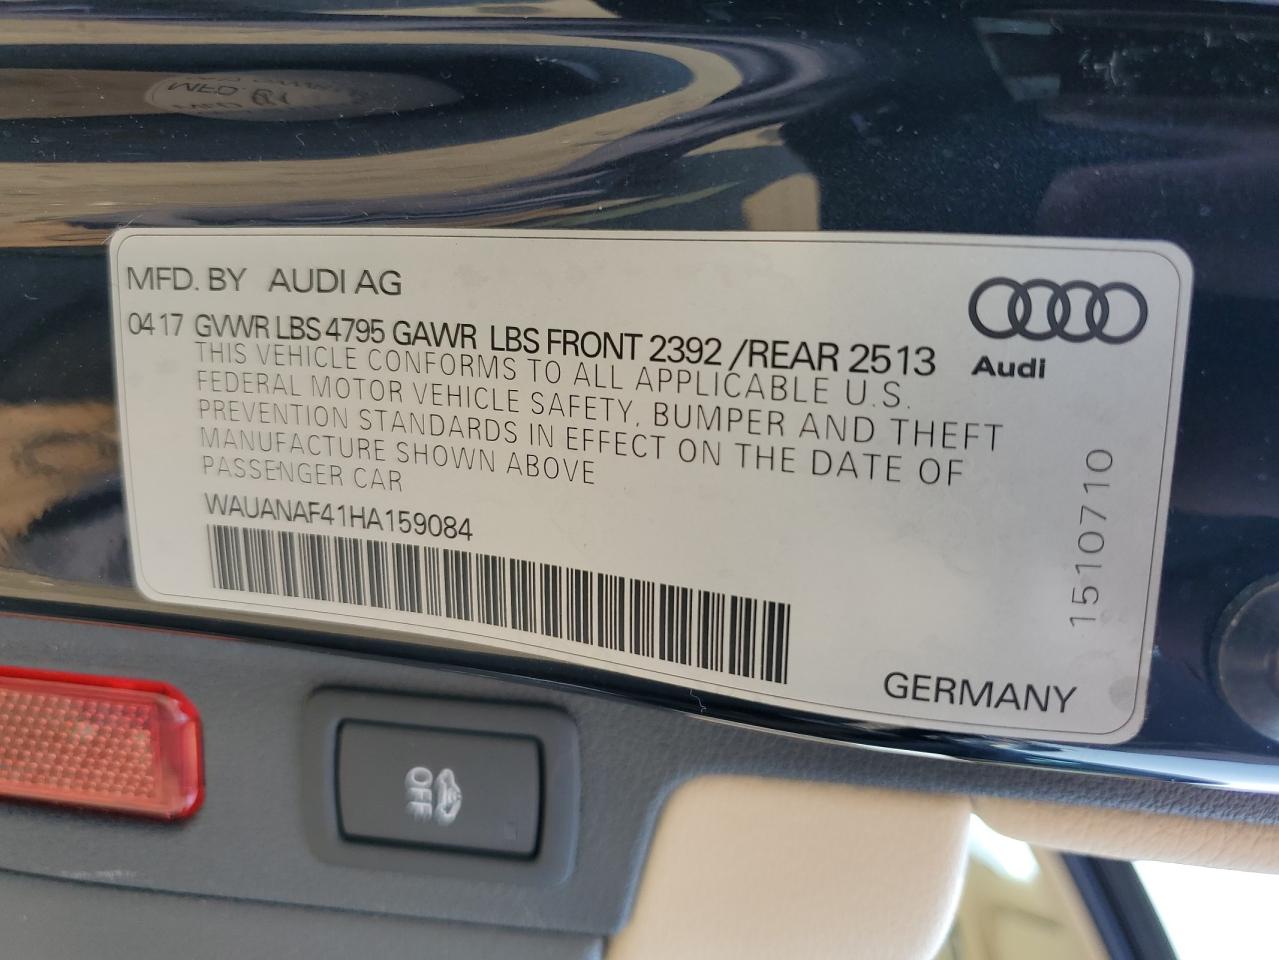 MFD. BY AUDI AG
0417 GVWR LBS 4795 GAWR LBS FRONT 2392 /REAR 2513
THIS VEHICLE CONFORMS TO ALL APPLICABLE U.S.
FEDERAL MOTOR VEHICLE SAFETY, BUMPER AND THEFT
PREVENTION STANDARDS IN EFFECT ON THE DATE OF
MANUFACTURE SHOWN ABOVE
PASSENGER CAR
WAUANAF41HA159084
Audi
1510710
GERMANY
OFF